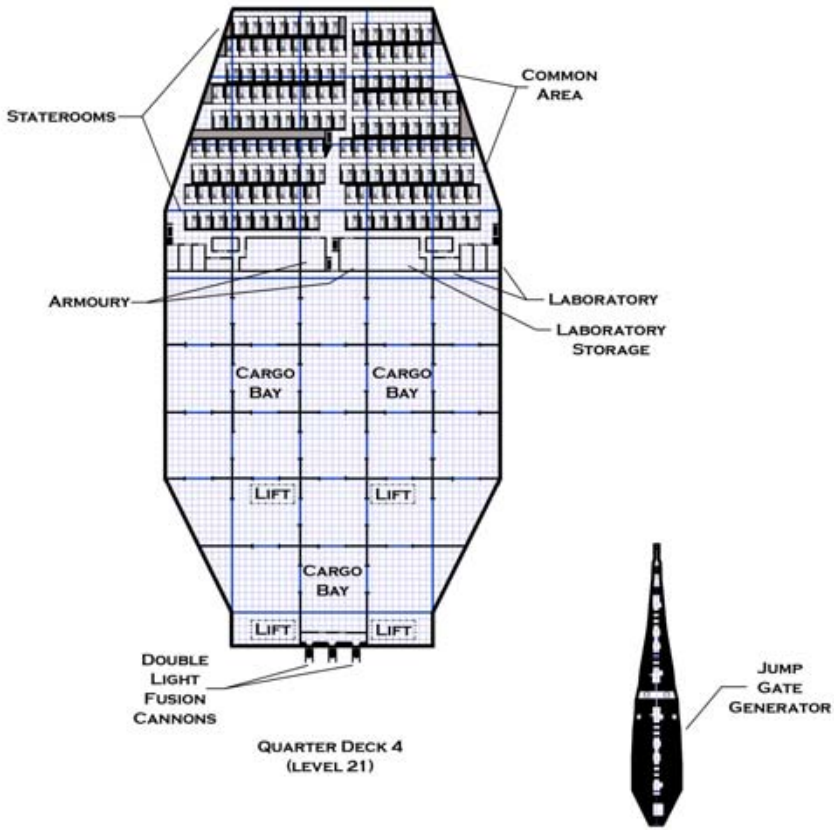 COMMON
AREA
STATEROOMS
ARMOURY
LABORATORY
LABORATORY
STORAGE
CARGO
BAY
CARGO
BAY
LIFT
LIFT
CARGO
BAY
LIFT
LIFT
DOUBLE
LIGHT
FUSION
CANNONS
JUMP
GATE
GENERATOR
QUARTER DECK 4
(LEVEL 21)